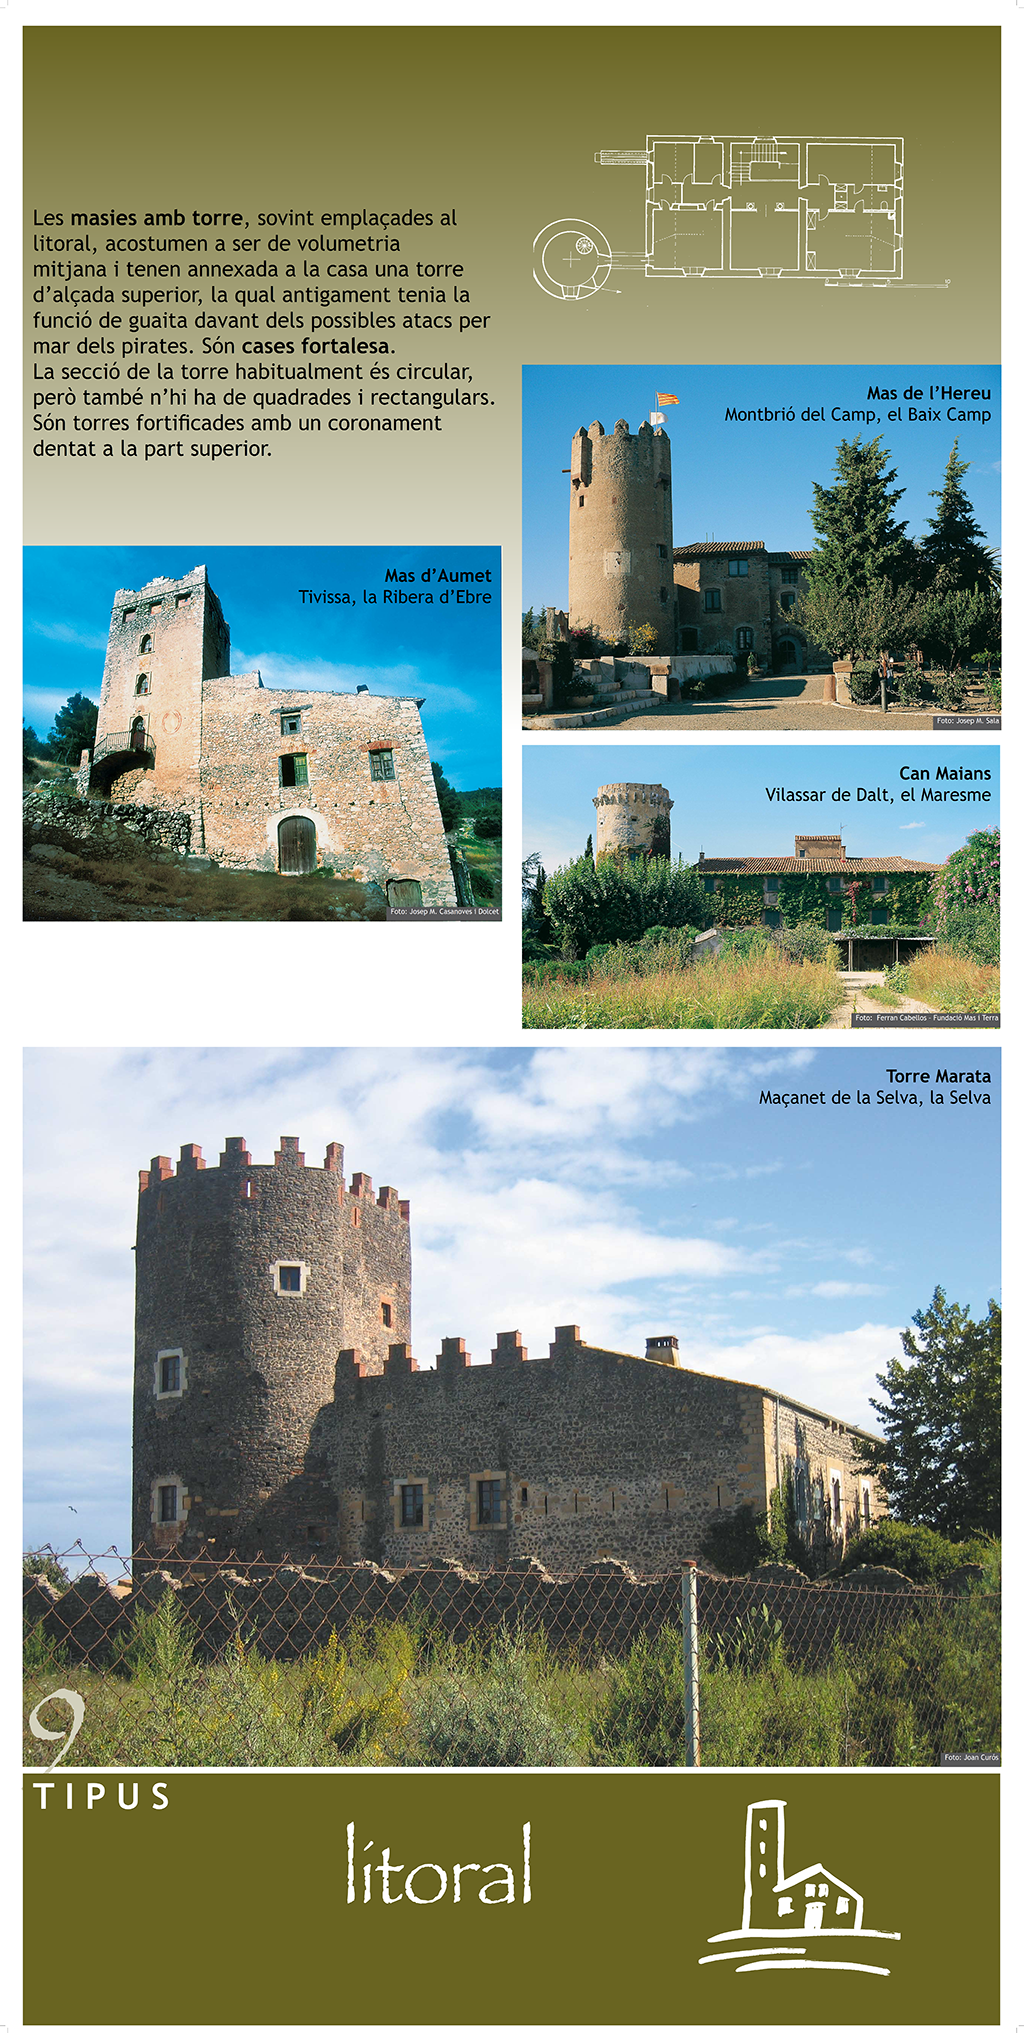 Les masies amb torre, sovint emplaçades al
litoral, acostumen a ser de volumetria
mitjana i tenen annexada a la casa una torre
d’alçada superior, la qual antigament tenia la
funció de guaita davant dels possibles atacs per
mar dels pirates. Són cases fortalesa.
La secció de la torre habitualment és circular,
però també n’hi ha de quadrades i rectangulars.
Són torres fortificades amb un coronament
dentat a la part superior.
Mas de l’Hereu
Montbrió del Camp, el Baix Camp
Foto: Josep M. Sala
Mas d’Aumet
Tivissa, la Ribera d’Ebre
Foto: Josep M. Casanoves i Dolcet
Can Maians
Vilassar de Dalt, el Maresme
Foto: Ferran Cabellos - Fundació Mas i Terra
Torre Marata
Maçanet de la Selva, la Selva
Foto: Joan Curós
9
TIPUS
litoral